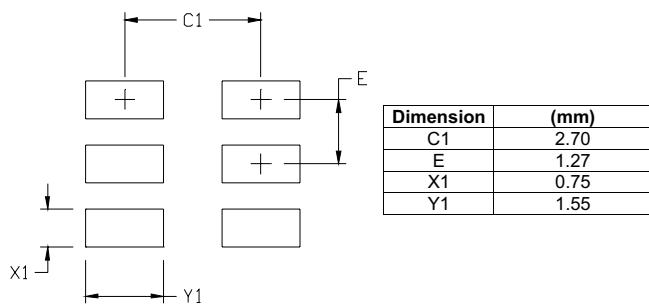 C1
E
X1
Y1
Dimension (mm)
C1 2.70
E 1.27
X1 0.75
Y1 1.55